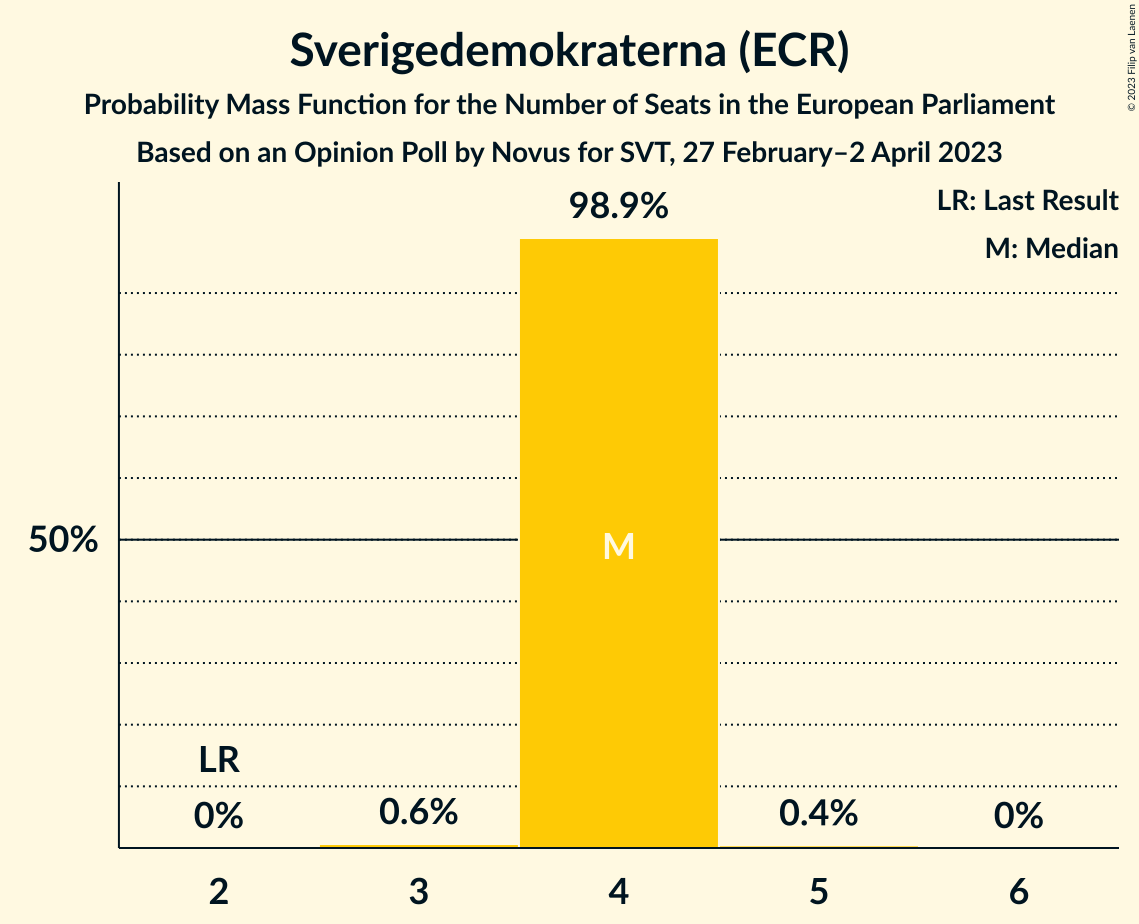 Sverigedemokraterna (ECR)
Probability Mass Function for the Number of Seats in the European Parliament
Based on an Opinion Poll by Novus for SVT, 27 February–2 April 2023
© 2023 Filip van Laenen
LR: Last Result
M: Median
98.9%
50%
M
LR
0%
0.6%
0.4%
0%
2
3
4
5
6